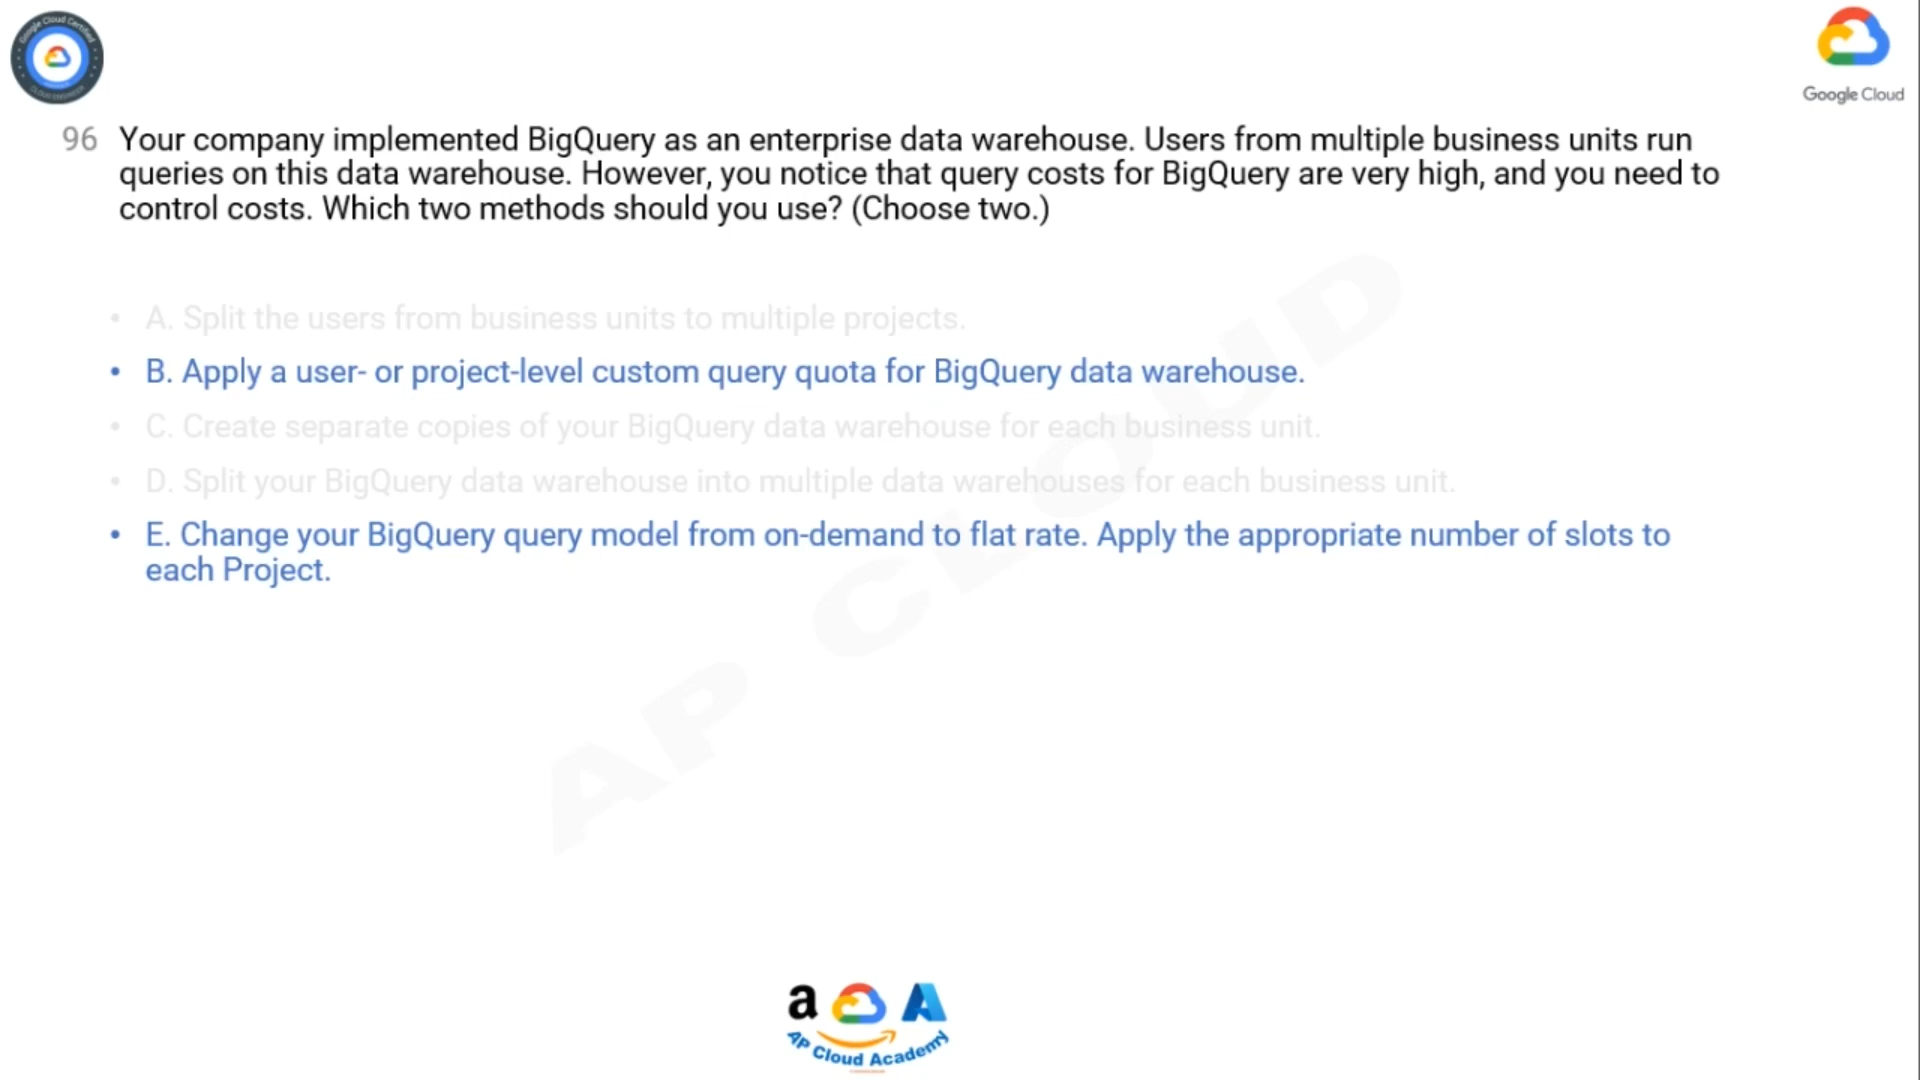 Google Cloud Certified
Google Cloud
96 Your company implemented BigQuery as an enterprise data warehouse. Users from multiple business units run
queries on this data warehouse. However, you notice that query costs for BigQuery are very high, and you need to
control costs. Which two methods should you use? (Choose two.)
• A. Split the users from business units to multiple projects.
• B. Apply a user- or project-level custom query quota for BigQuery data warehouse.
• C. Create separate copies of your BigQuery data warehouse for each business unit.
• D. Split your BigQuery data warehouse into multiple data warehouses for each business unit.
• E. Change your BigQuery query model from on-demand to flat rate. Apply the appropriate number of slots to
each Project.
AP CLOUD
a
AP Cloud Academy